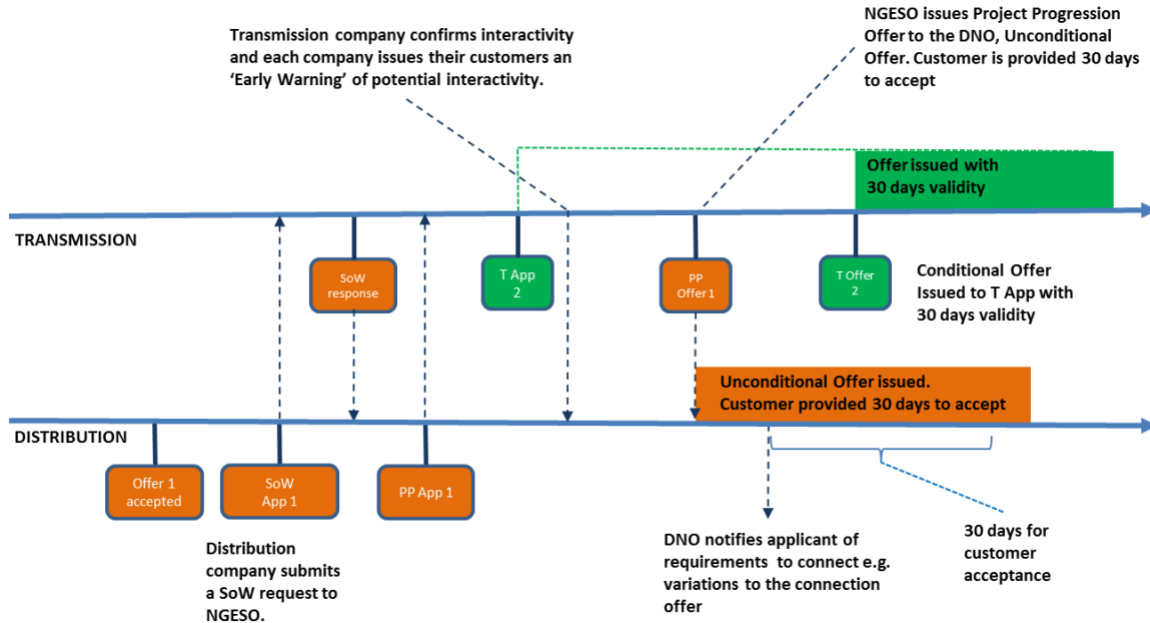 Transmission company confirms interactivity
and each company issues their customers an
‘Early Warning’ of potential interactivity.
NGESO issues Project Progression
Offer to the DNO, Unconditional
Offer. Customer is provided 30 days
to accept
Offer issued with
30 days validity
TRANSMISSION
SoW
response
T App
2
PP
Offer 1
T Offer
2
Conditional Offer
Issued to T App with
30 days validity
Unconditional Offer issued.
Customer provided 30 days to accept
DISTRIBUTION
Offer 1
accepted
SoW
App 1
PP App 1
Distribution
company submits
a SoW request to
NGESO.
DNO notifies applicant of
requirements to connect e.g.
variations to the connection
offer
30 days for
customer
acceptance